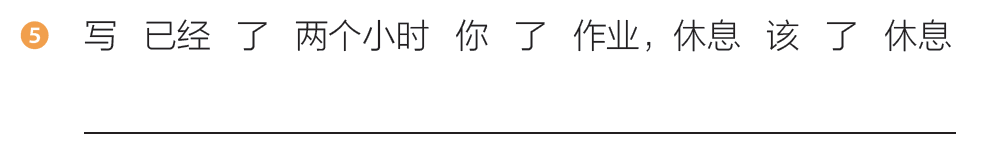 5 写 已经 了 两个小时 你 了 作业，休息 该 了 休息